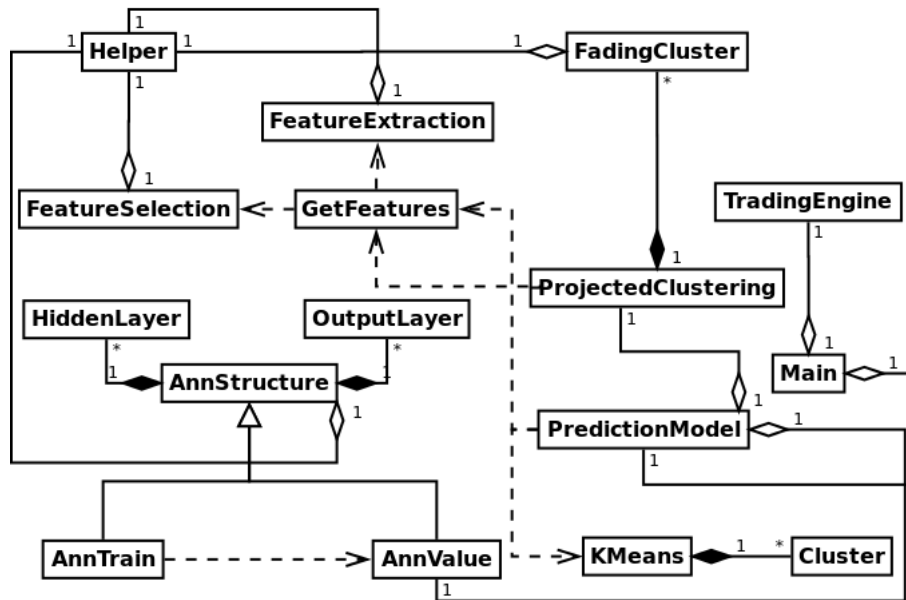 1
1 Helper 1
1 FadingCluster
1
*
1
FeatureExtraction
1
FeatureSelection
GetFeatures
TradingEngine
1
1
ProjectedClustering
HiddenLayer
OutputLayer
1
*
*
1
1
AnnStructure
1
Main 1
1
1
PredictionModel
1
1
AnnTrain
AnnValue
KMeans
1
*
Cluster
1